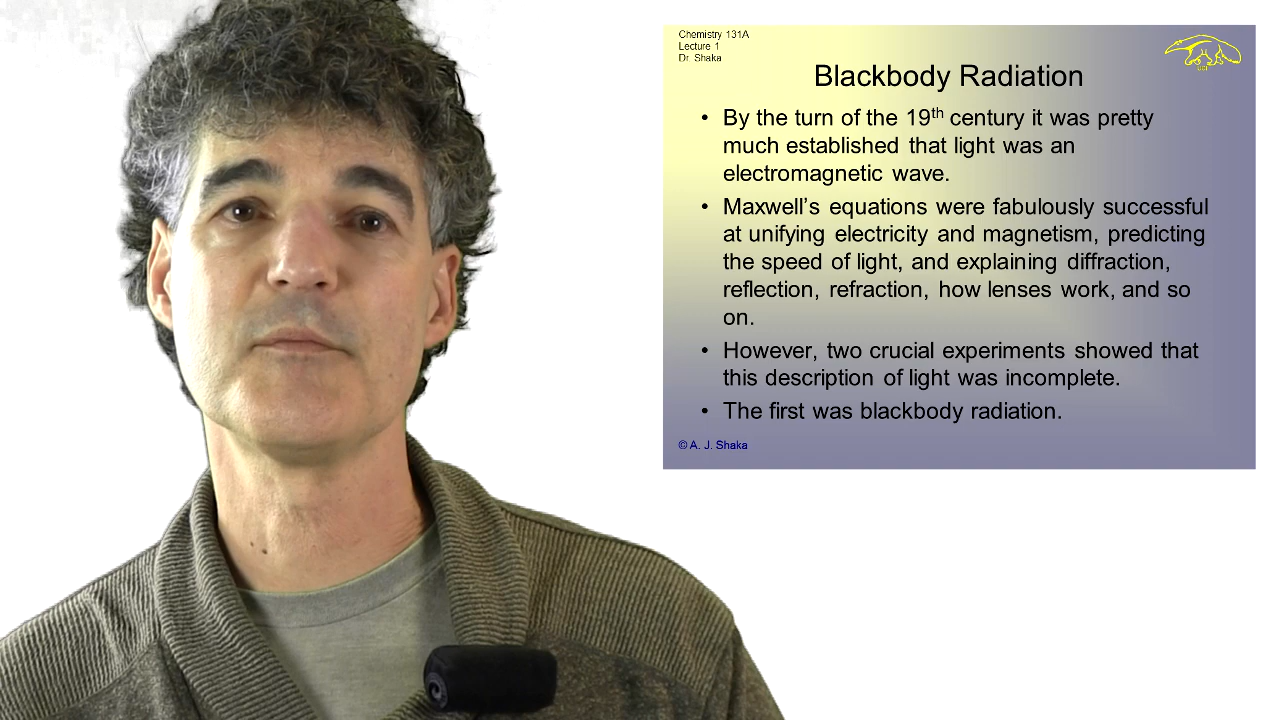 Chemistry 131A
Lecture 1
Dr. Shaka
Blackbody Radiation
• By the turn of the 19th century it was pretty
much established that light was an
electromagnetic wave.
• Maxwell’s equations were fabulously successful
at unifying electricity and magnetism, predicting
the speed of light, and explaining diffraction,
reflection, refraction, how lenses work, and so
on.
• However, two crucial experiments showed that
this description of light was incomplete.
• The first was blackbody radiation.
© A. J. Shaka